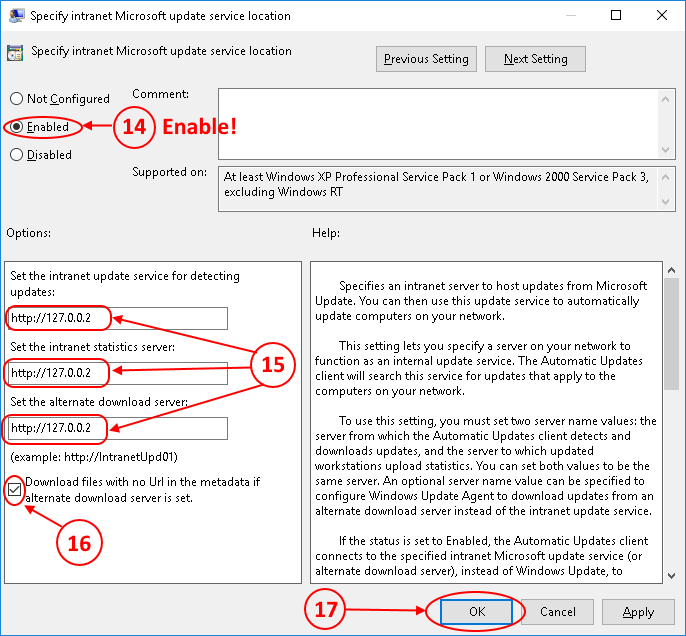 Specify intranet Microsoft update service location
Specify intranet Microsoft update service location
Previous Setting
Next Setting
Not Configured
Comment:
Enabled
14 Enable!
Disabled
Supported on:
At least Windows XP Professional Service Pack 1 or Windows 2000 Service Pack 3,
excluding Windows RT
Options:
Help:
Set the intranet update service for detecting
updates:
http://127.0.0.2
Set the intranet statistics server:
http://127.0.0.2
15
Set the alternate download server:
http://127.0.0.2
(example: http://IntranetUpd01)
Download files with no Url in the metadata if
alternate download server is set.
16
Specifies an intranet server to host updates from Microsoft
Update. You can then use this update service to automatically
update computers on your network.
This setting lets you specify a server on your network to
function as an internal update service. The Automatic Updates
client will search this service for updates that apply to the
computers on your network.
To use this setting, you must set two server name values: the
server from which the Automatic Updates client detects and
downloads updates, and the server to which updated
workstations upload statistics. You can set both values to be the
same server. An optional server name value can be specified to
configure Windows Update Agent to download updates from an
alternate download server instead of the intranet update service.
If the status is set to Enabled, the Automatic Updates client
connects to the specified intranet Microsoft update service (or
alternate download server), instead of Windows Update, to
17
OK
Cancel
Apply